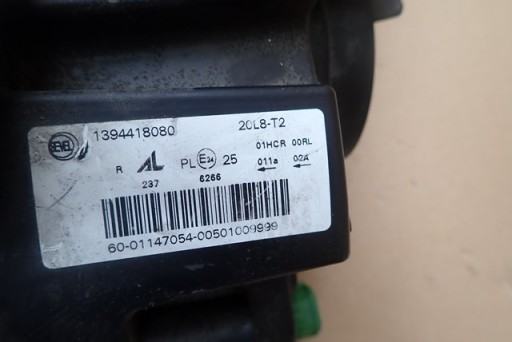 SEVEL 1394418080 20L8-T2
R AL PL E24 25 01HCR 00RL
237 6266 011a 02A
60-01147054-00501009999